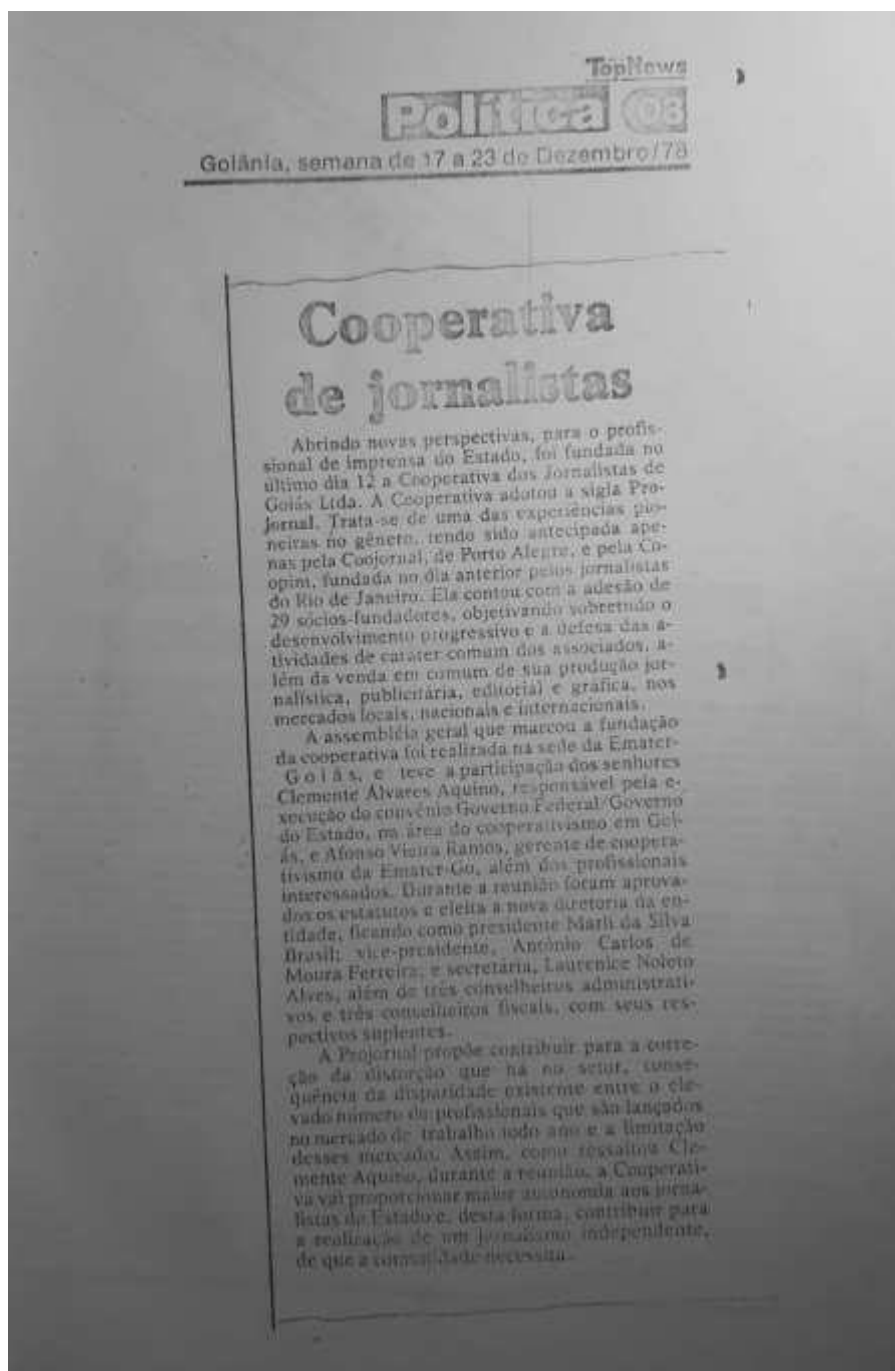 TopNews
Política 08
Goiânia, semana de 17 a 23 de Dezembro/78
Cooperativa
de jornalistas
Abrindo novas perspectivas, para o profis-
sional de imprensa do Estado, foi fundada no
último dia 12 a Cooperativa dos Jornalistas de
Goiás Ltda. A Cooperativa adotou a sigla Pro-
jornal. Trata-se de uma das experiências pio-
neiras no gênero, tendo sido antecipada ape-
nas pela Coojornal, de Porto Alegre, e pela Co-
opim, fundada no dia anterior pelos jornalistas
do Rio de Janeiro. Ela contou com a adesão de
29 sócios-fundadores, objetivando sobretudo o
desenvolvimento progressivo e a defesa das a-
tividades de caráter comum dos associados, a-
lém da venda em comum de sua produção jor-
nalística, publicitária, editorial e gráfica, nos
mercados locais, nacionais e internacionais.
A assembléia geral que marcou a fundação
da cooperativa foi realizada na sede da Emater-
Goiás, e teve a participação dos senhores
Clemente Álvares Aquino, responsável pela e-
xecução do convênio Governo Federal/Governo
do Estado, na área do cooperativismo em Goi-
ás, e Afonso Vieira Ramos, gerente de coopera-
tivismo da Emater-Go, além dos profissionais
interessados. Durante a reunião foram aprova-
dos os estatutos e eleita a nova diretoria da en-
tidade, ficando como presidente Marli da Silva
Brasil; vice-presidente, Antônio Carlos de
Moura Ferreira; e secretária, Laurenice Noleto
Alves, além de três conselheiros administrati-
vos e três conselheiros fiscais, com seus res-
pectivos suplentes.
A Projornal propõe contribuir para a corre-
ção da distorção que há no setor, conse-
quência da disparidade existente entre o ele-
vado número de profissionais que são lançados
no mercado de trabalho todo ano e a limitação
desses mercado. Assim, como ressaltou Cle-
mente Aquino, durante a reunião, a Cooperati-
va vai proporcionar maior autonomia aos jorna-
listas do Estado e, desta forma, contribuir para
a realização de um jornalismo independente,
de que a comunidade necessita.